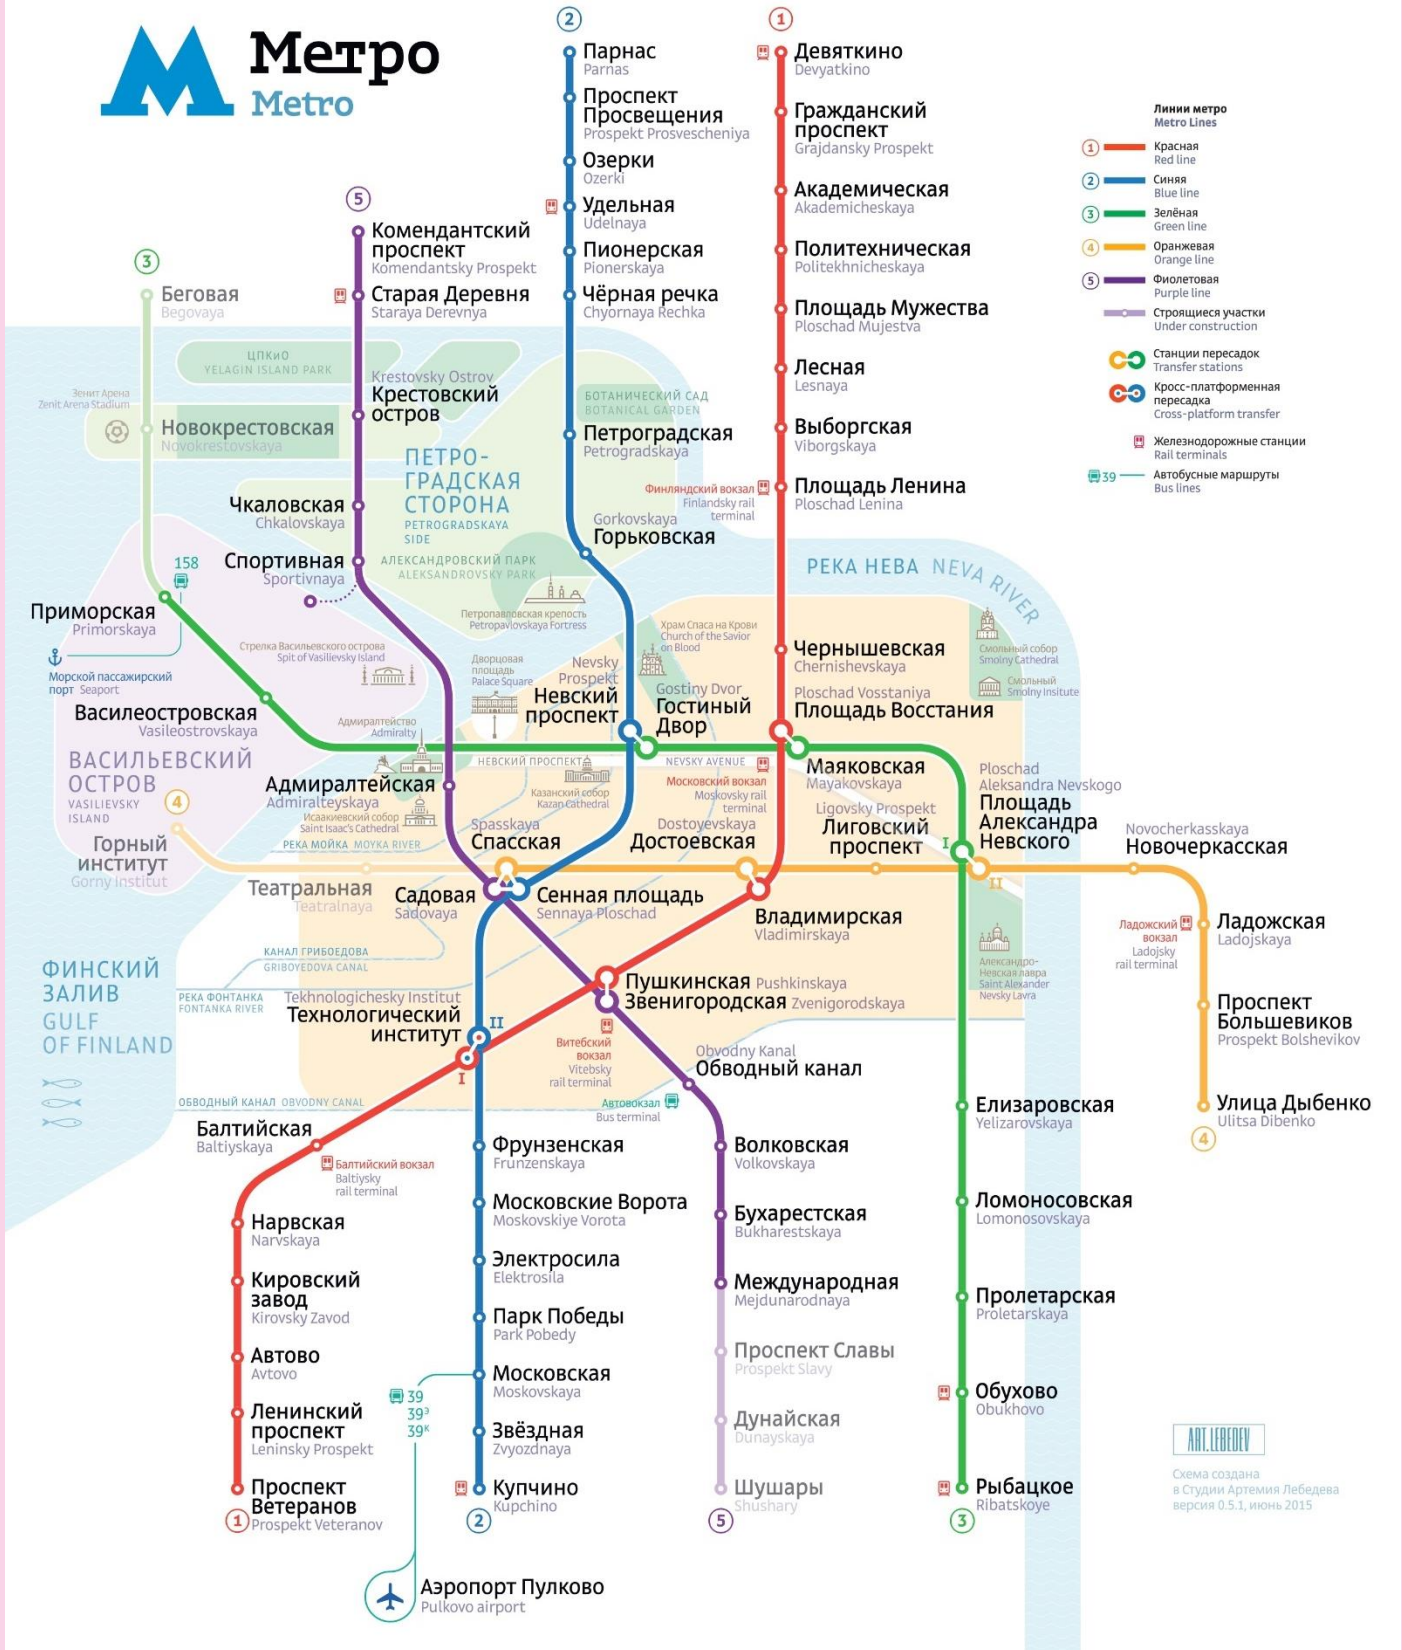 Метро
Metro
2
Парнас
Parnas
Проспект
Просвещения
Prospekt Prosvescheniya
Озерки
Ozerki
Удельная
Udelnaya
Пионерская
Pionerskaya
Чёрная речка
Chyornaya Rechka
1
Девяткино
Devyatkino
Гражданский
проспект
Grajdansky Prospekt
Академическая
Akademicheskaya
Политехническая
Politekhnicheskaya
Площадь Мужества
Ploschad Mujestva
Лесная
Lesnaya
Выборгская
Viborgskaya
Площадь Ленина
Ploschad Lenina
Финляндский вокзал
Finlandsky rail
terminal
Линии метро
Metro Lines
1
Красная
Red line
2
Синяя
Blue line
3
Зелёная
Green line
4
Оранжевая
Orange line
5
Фиолетовая
Purple line
Строящиеся участки
Under construction
Станции пересадок
Transfer stations
Кросс-платформенная
пересадка
Cross-platform transfer
Железнодорожные станции
Rail terminals
39
Автобусные маршруты
Bus lines
5
Комендантский
проспект
Komendantsky Prospekt
Старая Деревня
Staraya Derevnya
3
Беговая
Begovaya
ЦПКиО
YELAGIN ISLAND PARK
Krestovsky Ostrov
Крестовский
остров
Зенит Арена
Zenit Arena Stadium
Новокрестовская
Novokrestovskaya
БОТАНИЧЕСКИЙ САД
BOTANICAL GARDEN
Петроградская
Petrogradskaya
ПЕТРО-
ГРАДСКАЯ
СТОРОНА
PETROGRADSKAYA
SIDE
Чкаловская
Chkalovskaya
Gorkovskaya
Горьковская
Спортивная
Sportivnaya
АЛЕКСАНДРОВСКИЙ ПАРК
ALEKSANDROVSKY PARK
158
РЕКА НЕВА NEVA RIVER
Приморская
Primorskaya
Петропавловская крепость
Petropavlovskaya Fortress
Храм Спаса на Крови
Church of the Savior
on Blood
Морской пассажирский
порт Seaport
Стрелка Васильевского острова
Spit of Vasilievsky Island
Дворцовая
площадь
Palace Square
Nevsky
Prospekt
Невский
проспект
Gostiny Dvor
Гостиный
Двор
Чернышевская
Chernishevskaya
Ploschad Vosstaniya
Площадь Восстания
Смольный собор
Smolny Cathedral
Смольный
Smolny Insitute
Василеостровская
Vasileostrovskaya
Адмиралтейство
Admiralty
ВАСИЛЬЕВСКИЙ
ОСТРОВ
VASILIEVSKY
ISLAND
НЕВСКИЙ ПРОСПЕКТ
NEVSKY AVENUE
Адмиралтейская
Admiralteyskaya
Казанский собор
Kazan Cathedral
Московский вокзал
Moskovsky rail
terminal
Маяковская
Mayakovskaya
Ploschad
Aleksandra Nevskogo
Площадь
Александра
Невского
I
II
4
Горный
институт
Gorny institut
Исаакиевский собор
Saint Isaac's Cathedral
РЕКА МОЙКА MOYKA RIVER
Spasskaya
Спасская
Dostoyevskaya
Достоевская
Ligovsky Prospekt
Лиговский
проспект
Novocherkasskaya
Новочеркасская
Театральная
Teatralnaya
Садовая
Sadovaya
Сенная площадь
Sennaya Ploschad
Владимирская
Vladimirskaya
Ладожский
вокзал
Ladojsky
rail terminal
Ладожская
Ladojskaya
КАНАЛ ГРИБОЕДОВА
GRIBOYEDOVA CANAL
Александро-
Невская лавра
Saint Alexander
Nevsky Lavra
ФИНСКИЙ
ЗАЛИВ
GULF
OF FINLAND
РЕКА ФОНТАНКА
FONTANKA RIVER
Tekhnologichesky Institut
Технологический
институт
II
I
Пушкинская Pushkinskaya
Звенигородская Zvenigorodskaya
Проспект
Большевиков
Prospekt Bolshevikov
Витебский
вокзал
Vitebsky
rail terminal
Obvodny Kanal
Обводный канал
ОБВОДНЫЙ КАНАЛ OBVODNY CANAL
Автовокзал
Bus terminal
Улица Дыбенко
Ulitsa Dibenko
4
Балтийская
Baltiyskaya
Балтийский вокзал
Baltiysky
rail terminal
Фрунзенская
Frunzenskaya
Волковская
Volkovskaya
Елизаровская
Yelizarovskaya
Нарвская
Narvskaya
Московские Ворота
Moskovskiye Vorota
Бухарестская
Bukharestskaya
Ломоносовская
Lomonosovskaya
Кировский
завод
Kirovsky Zavod
Электросила
Elektrosila
Международная
Mejdunarodnaya
Пролетарская
Proletarskaya
Автово
Avtovo
Парк Победы
Park Pobedy
Проспект Славы
Prospekt Slavy
Ленинский
проспект
Leninsky Prospekt
39
39Э
39К
Московская
Moskovskaya
Дунайская
Dunayskaya
Обухово
Obukhovo
Звёздная
Zvyozdnaya
Проспект
Ветеранов
Prospekt Veteranov
1
Купчино
Kupchino
2
Шушары
Shushary
5
Рыбацкое
Ribatskoye
3
Аэропорт Пулково
Pulkovo airport
ART.LEBEDEV
Схема создана
в Студии Артемия Лебедева
версия 0.5.1, июнь 2015